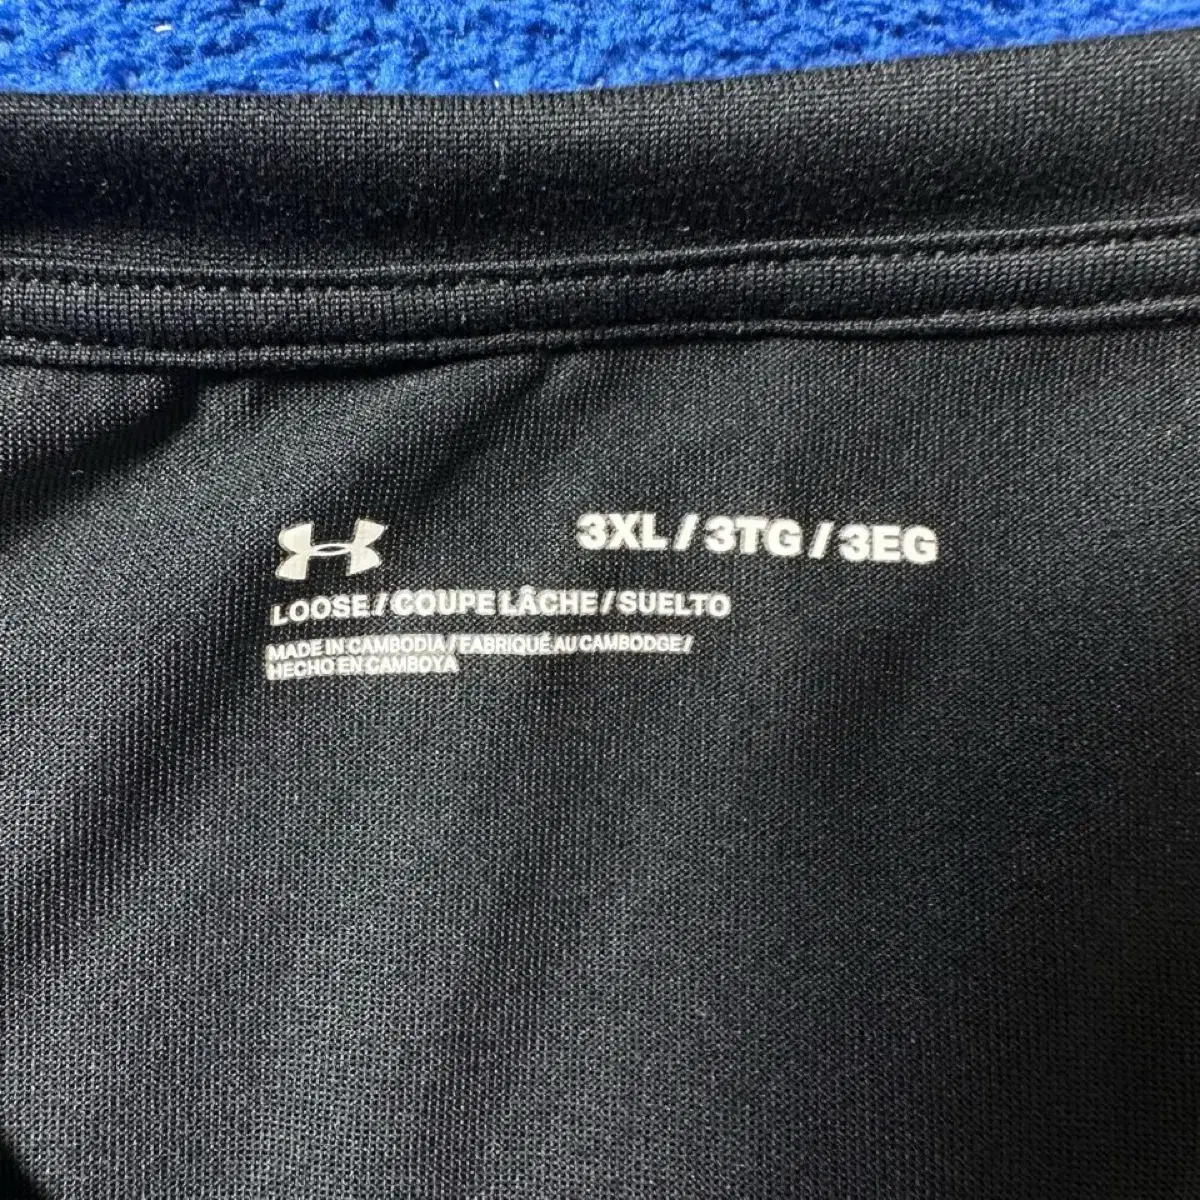 3XL / 3TG / 3EG
LOOSE / COUPE LÂCHE / SUELTO
MADE IN CAMBODIA / FABRIQUÉ AU CAMBODGE /
HECHO EN CAMBOYA